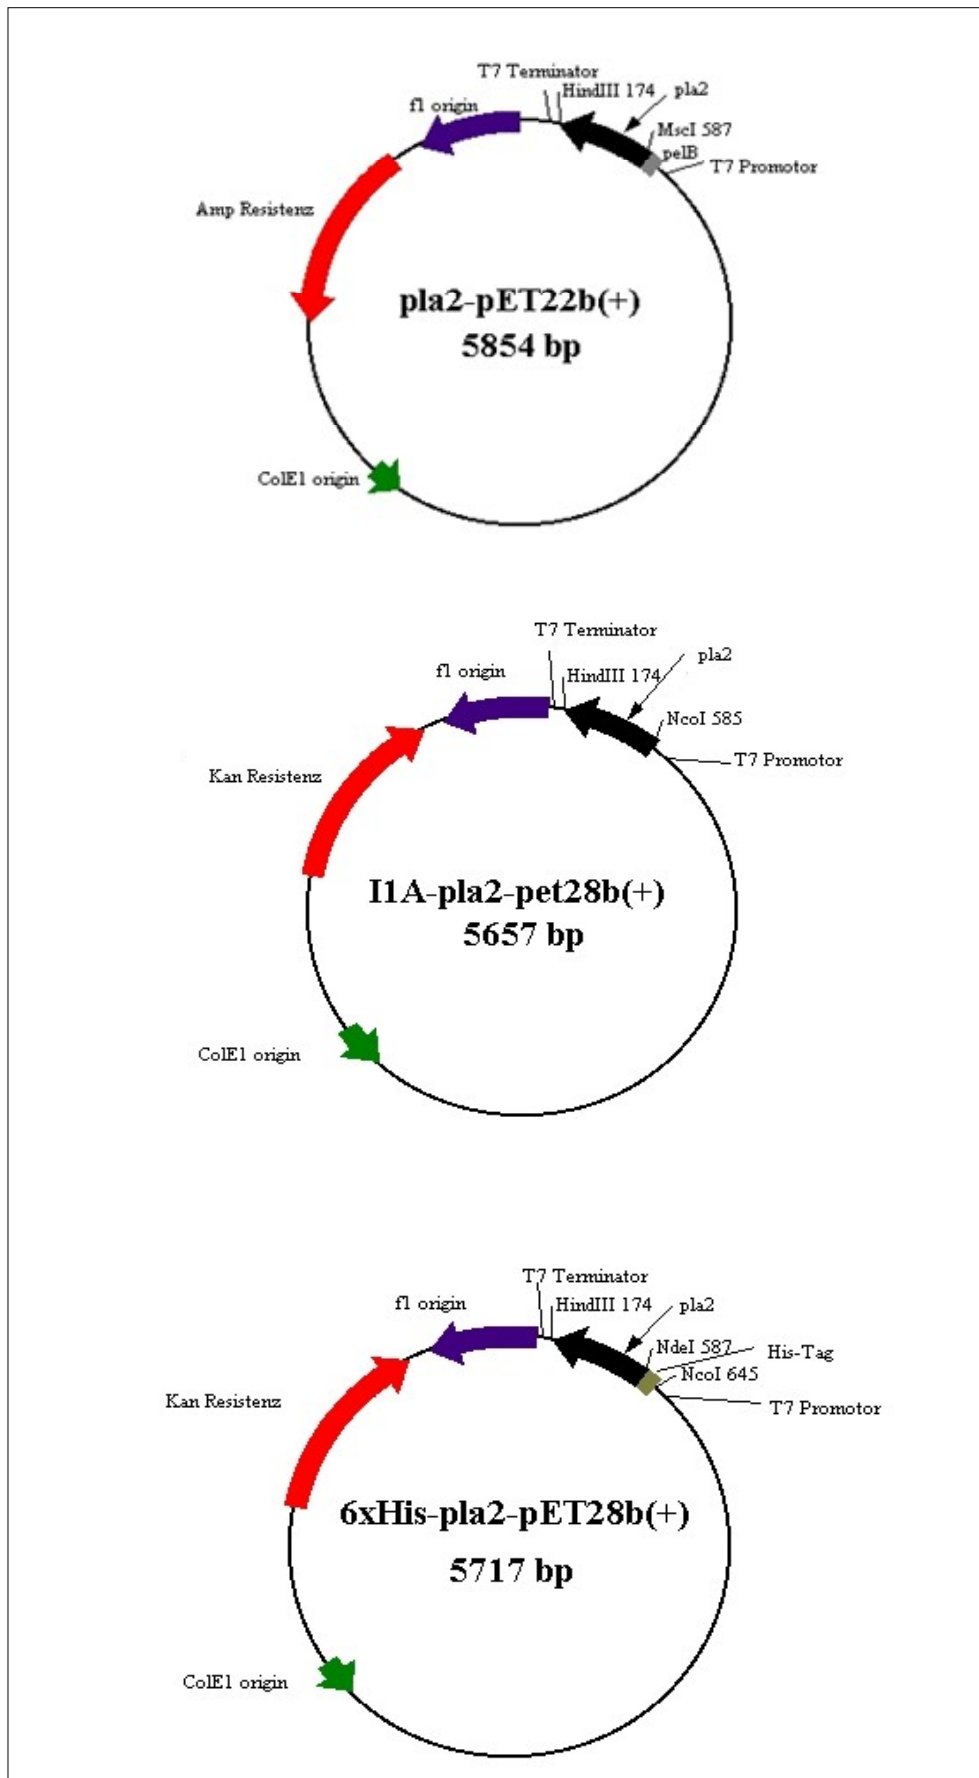 T7 Terminator
HindIII 174
pla2
f1 origin
MscI 587
pelB
T7 Promotor
Amp Resistenz
pla2-pET22b(+)
5854 bp
ColE1 origin
T7 Terminator
pla2
f1 origin
HindIII 174
NcoI 585
T7 Promotor
Kan Resistenz
I1A-pla2-pet28b(+)
5657 bp
ColE1 origin
T7 Terminator
f1 origin
HindIII 174
pla2
NdeI 587
His-Tag
NcoI 645
Kan Resistenz
T7 Promotor
6xHis-pla2-pET28b(+)
5717 bp
ColE1 origin